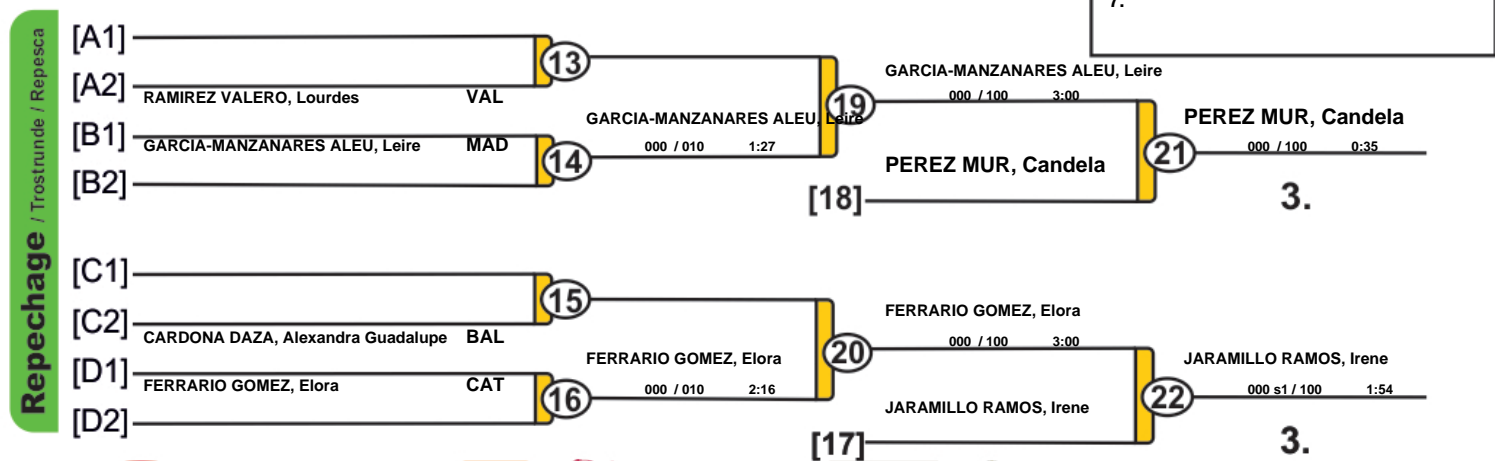 7.
Repechage / Trostrunde / Repesca
[A1]
13
[A2]
RAMIREZ VALERO, Lourdes VAL
[B1]
GARCIA-MANZANARES ALEU, Leire MAD
14
[B2]
GARCIA-MANZANARES ALEU, Leire
000 / 010 1:27
19
GARCIA-MANZANARES ALEU, Leire
000 / 100 3:00
PEREZ MUR, Candela
[18]
21
PEREZ MUR, Candela
000 / 100 0:35
3.
[C1]
15
[C2]
CARDONA DAZA, Alexandra Guadalupe BAL
[D1]
FERRARIO GOMEZ, Elora CAT
16
[D2]
FERRARIO GOMEZ, Elora
000 / 010 2:16
20
FERRARIO GOMEZ, Elora
000 / 100 3:00
JARAMILLO RAMOS, Irene
[17]
22
JARAMILLO RAMOS, Irene
000 s1 / 100 1:54
3.